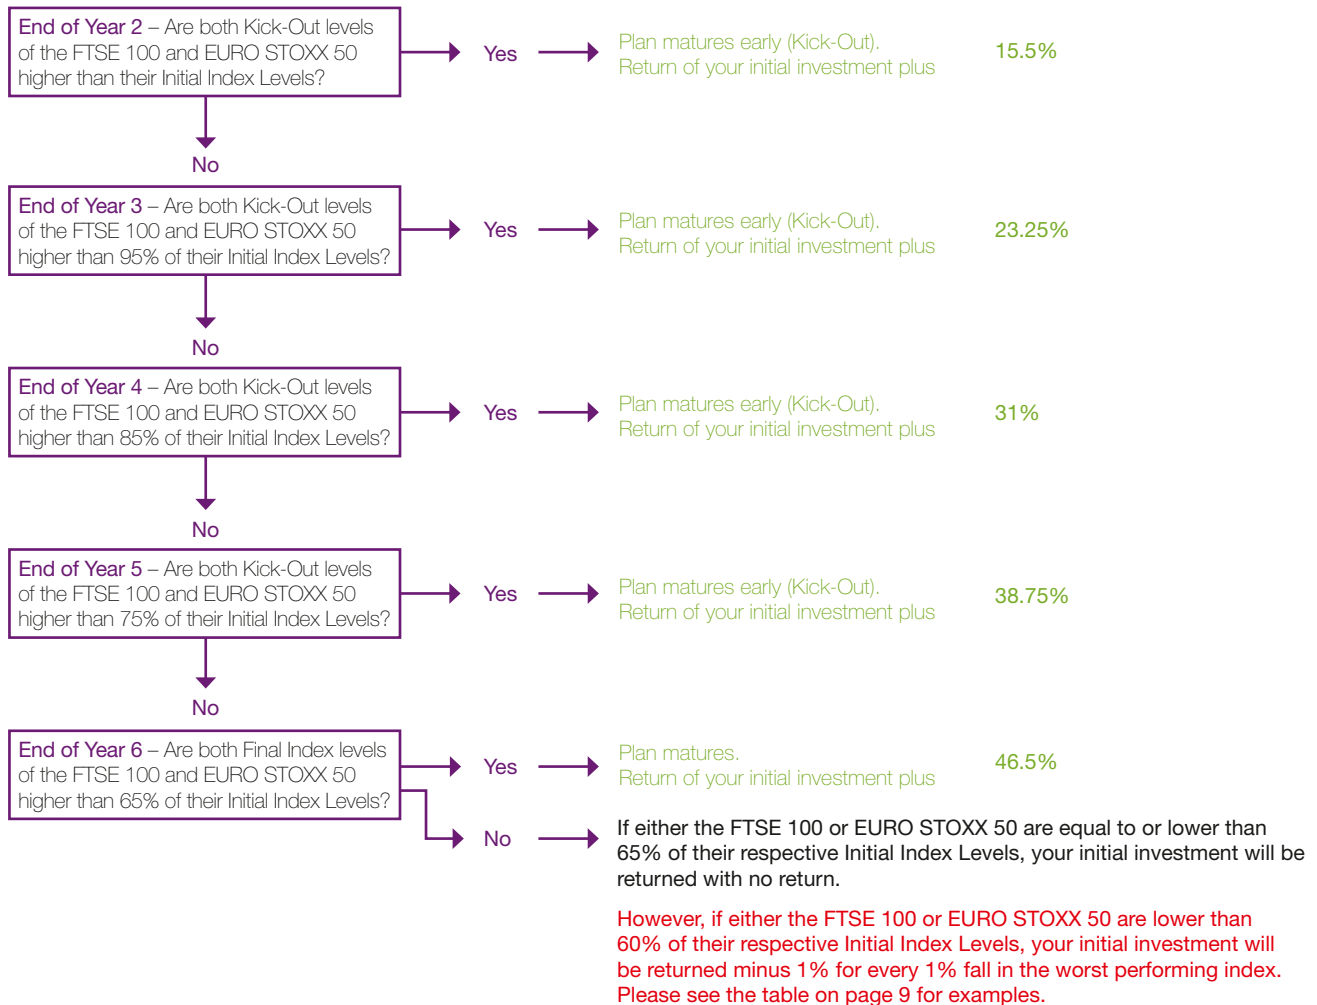 End of Year 2 – Are both Kick-Out levels
of the FTSE 100 and EURO STOXX 50
higher than their Initial Index Levels?
Yes
Plan matures early (Kick-Out).
Return of your initial investment plus
15.5%
No
End of Year 3 – Are both Kick-Out levels
of the FTSE 100 and EURO STOXX 50
higher than 95% of their Initial Index Levels?
Yes
Plan matures early (Kick-Out).
Return of your initial investment plus
23.25%
No
End of Year 4 – Are both Kick-Out levels
of the FTSE 100 and EURO STOXX 50
higher than 85% of their Initial Index Levels?
Yes
Plan matures early (Kick-Out).
Return of your initial investment plus
31%
No
End of Year 5 – Are both Kick-Out levels
of the FTSE 100 and EURO STOXX 50
higher than 75% of their Initial Index Levels?
Yes
Plan matures early (Kick-Out).
Return of your initial investment plus
38.75%
No
End of Year 6 – Are both Final Index levels
of the FTSE 100 and EURO STOXX 50
higher than 65% of their Initial Index Levels?
Yes
Plan matures.
Return of your initial investment plus
46.5%
No
If either the FTSE 100 or EURO STOXX 50 are equal to or lower than
65% of their respective Initial Index Levels, your initial investment will be
returned with no return.
However, if either the FTSE 100 or EURO STOXX 50 are lower than
60% of their respective Initial Index Levels, your initial investment will
be returned minus 1% for every 1% fall in the worst performing index.
Please see the table on page 9 for examples.